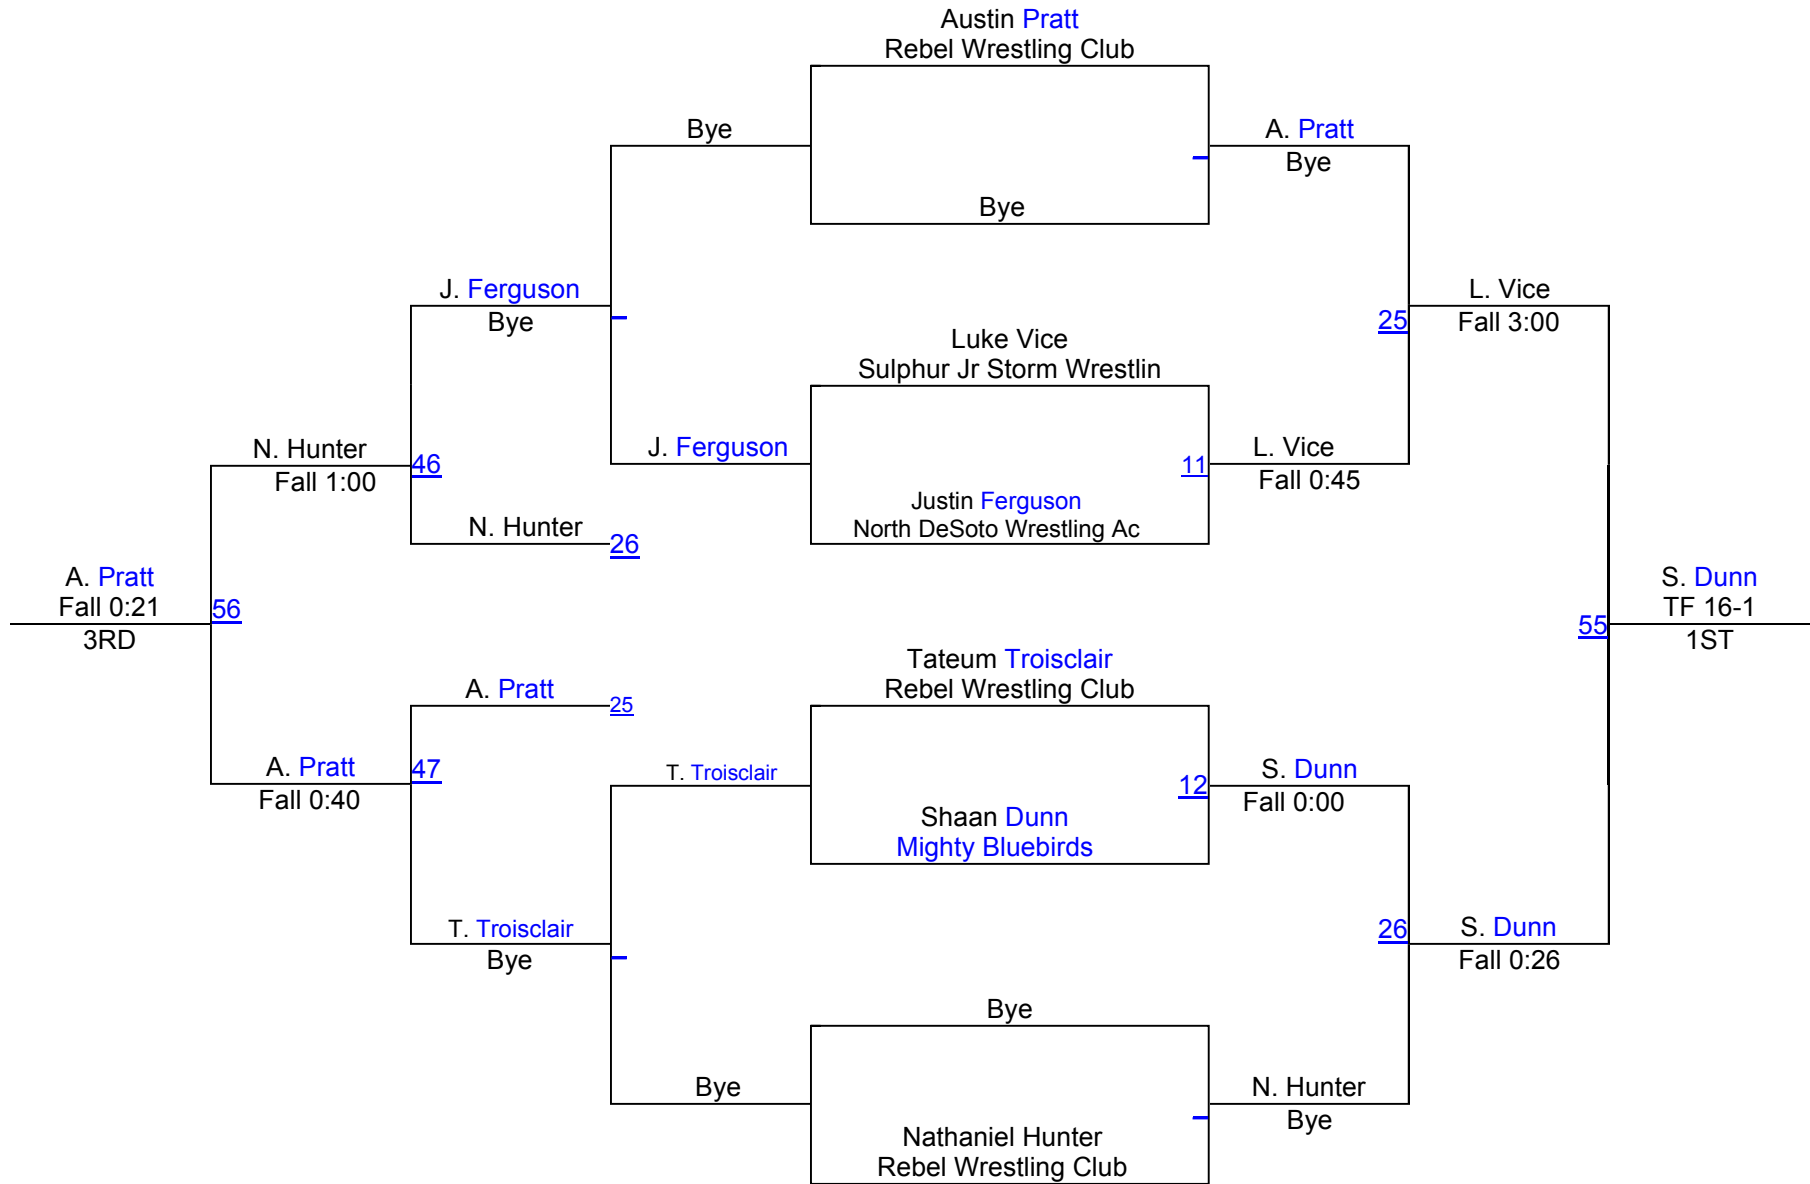 Austin Pratt
Rebel Wrestling Club
Bye
A. Pratt
Bye
Bye
J. Ferguson
Bye
L. Vice
Fall 3:00
25
Luke Vice
Sulphur Jr Storm Wrestlin
N. Hunter
Fall 1:00
46
J. Ferguson
11
L. Vice
Fall 0:45
Justin Ferguson
North DeSoto Wrestling Ac
N. Hunter
26
A. Pratt
Fall 0:21
3RD
56
S. Dunn
TF 16-1
1ST
55
Tateum Troisclair
Rebel Wrestling Club
A. Pratt
25
A. Pratt
Fall 0:40
47
T. Troisclair
12
S. Dunn
Fall 0:00
Shaan Dunn
Mighty Bluebirds
T. Troisclair
Bye
26
S. Dunn
Fall 0:26
Bye
Bye
N. Hunter
Bye
Nathaniel Hunter
Rebel Wrestling Club